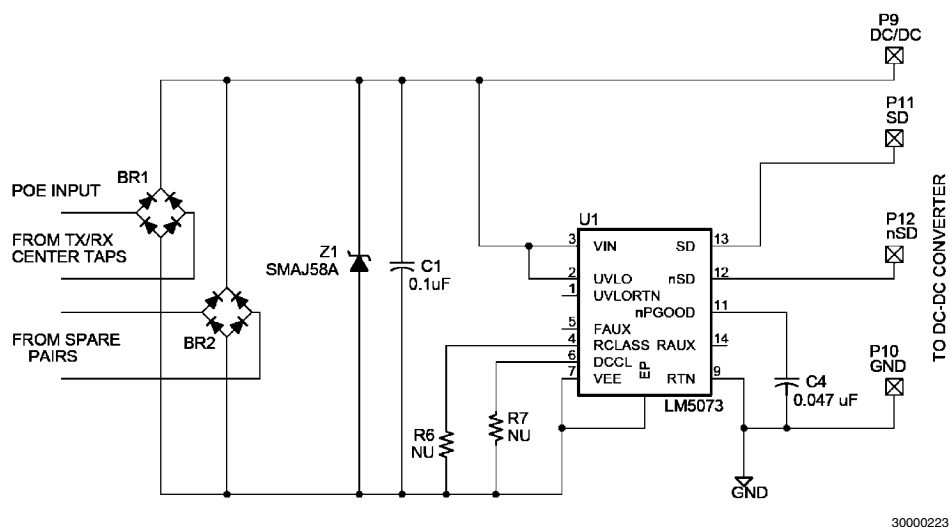 P9
DC/DC
P11
SD
BR1
POE INPUT
FROM TX/RX
CENTER TAPS
U1
P12
nSD
TO DC-DC CONVERTER
3 VIN SD 13
Z1
SMAJ58A
C1
0.1uF
2 UVLO nSD 12
1 UVLORTN
nPGOOD 11
FROM SPARE
PAIRS
BR2
5 FAUX
4 RCLASS RAUX 14
6 DCCL
7 VEE EP RTN 9
P10
GND
C4
0.047 uF
LM5073
R6
NU
R7
NU
GND
30000223